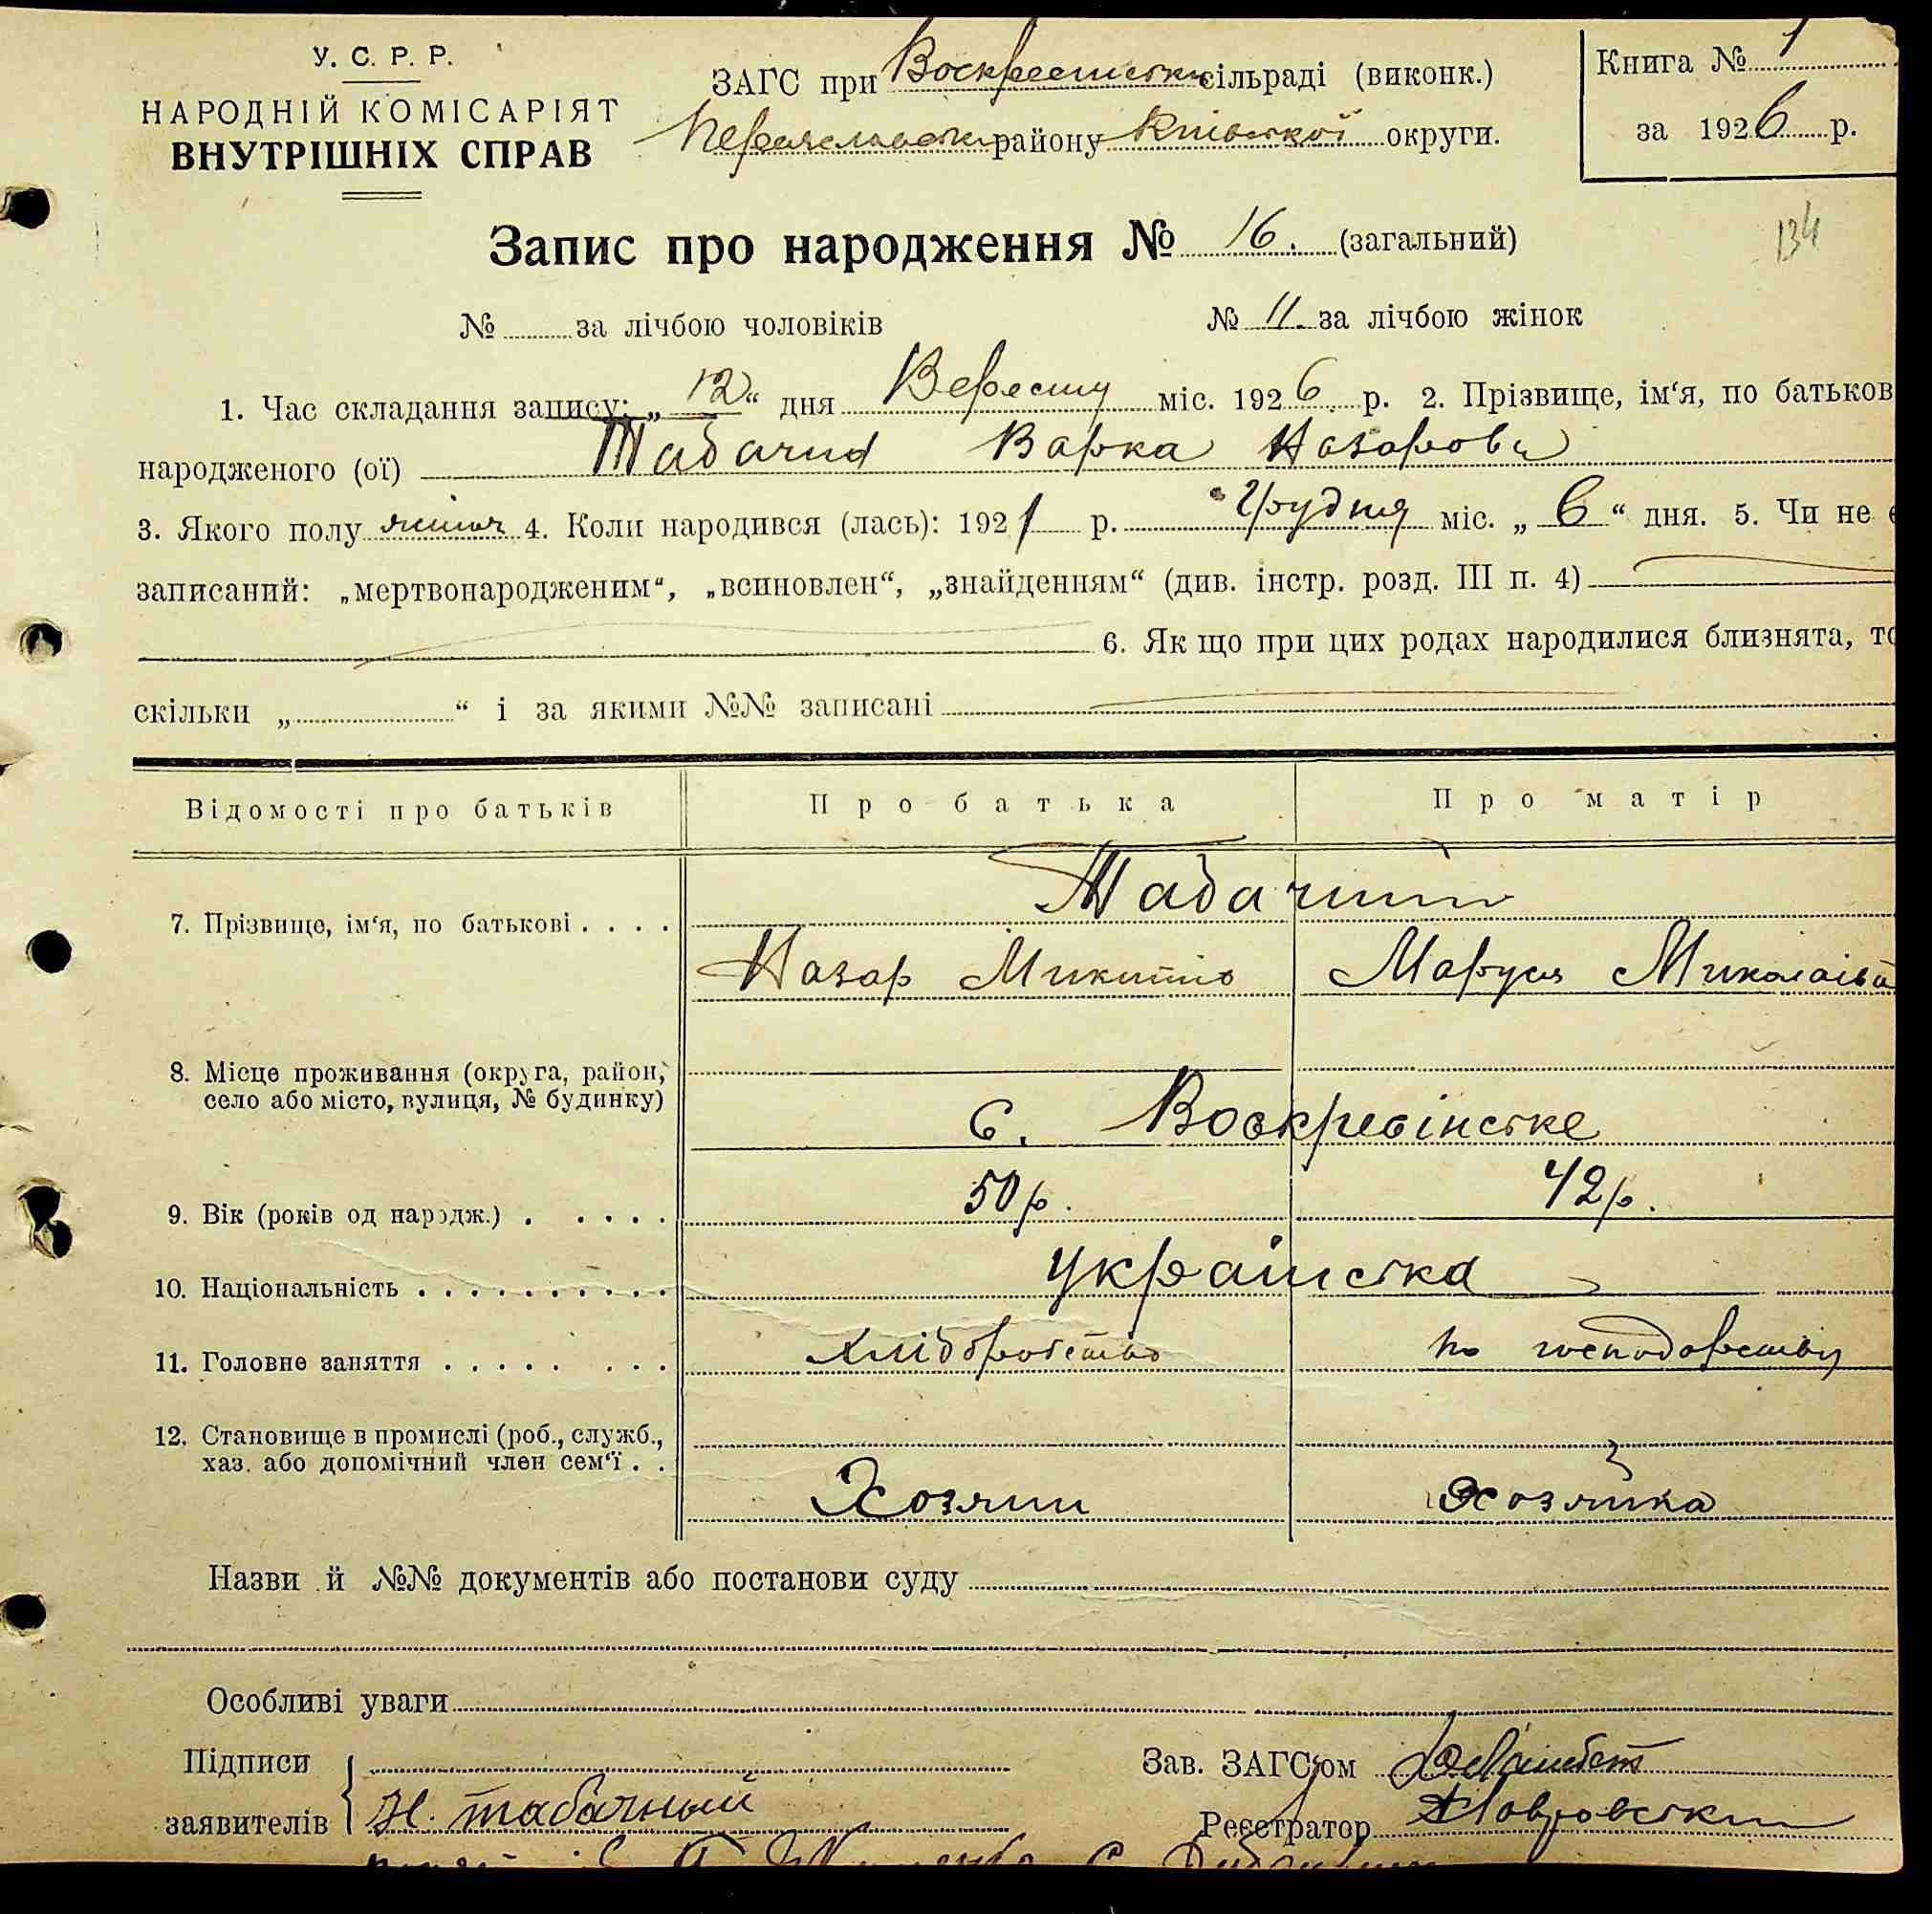 У. С. Р. Р.
НАРОДНІЙ КОМІСАРІЯТ
ВНУТРІШНІХ СПРАВ
ЗАГС при Воскресенській сільраді (виконк.)
Переяславськ району Київської округи.
Книга № 1
за 1926 р.
134
Запис про народження № 16. (загальний)
№ за лічбою чоловіків № 11. за лічбою жінок
1. Час складання запису: „12“ дня Вересня міс. 1926 р. 2. Прізвище, ім‘я, по батьков
народженого (ої) Табачна Варка Назарова
3. Якого полу жіноч 4. Коли народився (лась): 1921 р. Грудня міс. „6“ дня. 5. Чи не є
записаний: „мертвонародженим“, „всиновлен“, „знайденням“ (див. інстр. розд. III п. 4)
6. Як що при цих родах народилися близнята, то
скільки „ “ і за якими №№ записані
Відомості про батьків Про батька Про матір
7. Прізвище, ім‘я, по батькові
Табачні
Назар Микитів Маруся Миколаівна
8. Місце проживання (округа, район,
село або місто, вулиця, № будинку)
С. Воскресінське
9. Вік (років од народж.) 50 р. 42 р.
10. Національність Українська
11. Головне заняття хліборобство по господарству
12. Становище в промислі (роб., служб.,
хаз. або допомічний член сем‘ї
Хозяин Хозяйка
Назви й №№ документів або постанови суду
Особливі уваги
Підписи
заявителів Н. табачный
Зав. ЗАГС‘ом
Реєстратор